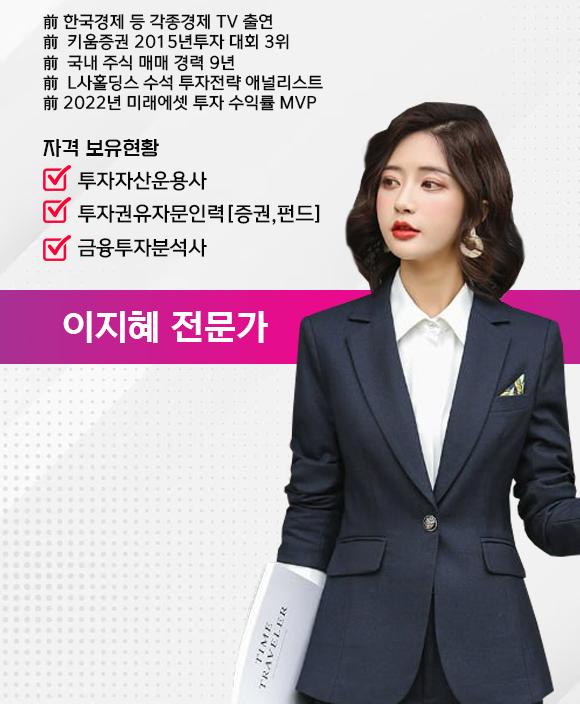 前 한국경제 등 각종경제 TV 출연
前 키움증권 2015년투자 대회 3위
前 국내 주식 매매 경력 9년
前 L사홀딩스 수석 투자전략 애널리스트
前 2022년 미래에셋 투자 수익률 MVP
자격 보유현황
투자자산운용사
투자권유자문인력[증권,펀드]
금융투자분석사
이지혜 전문가
TIME
TRAVELER